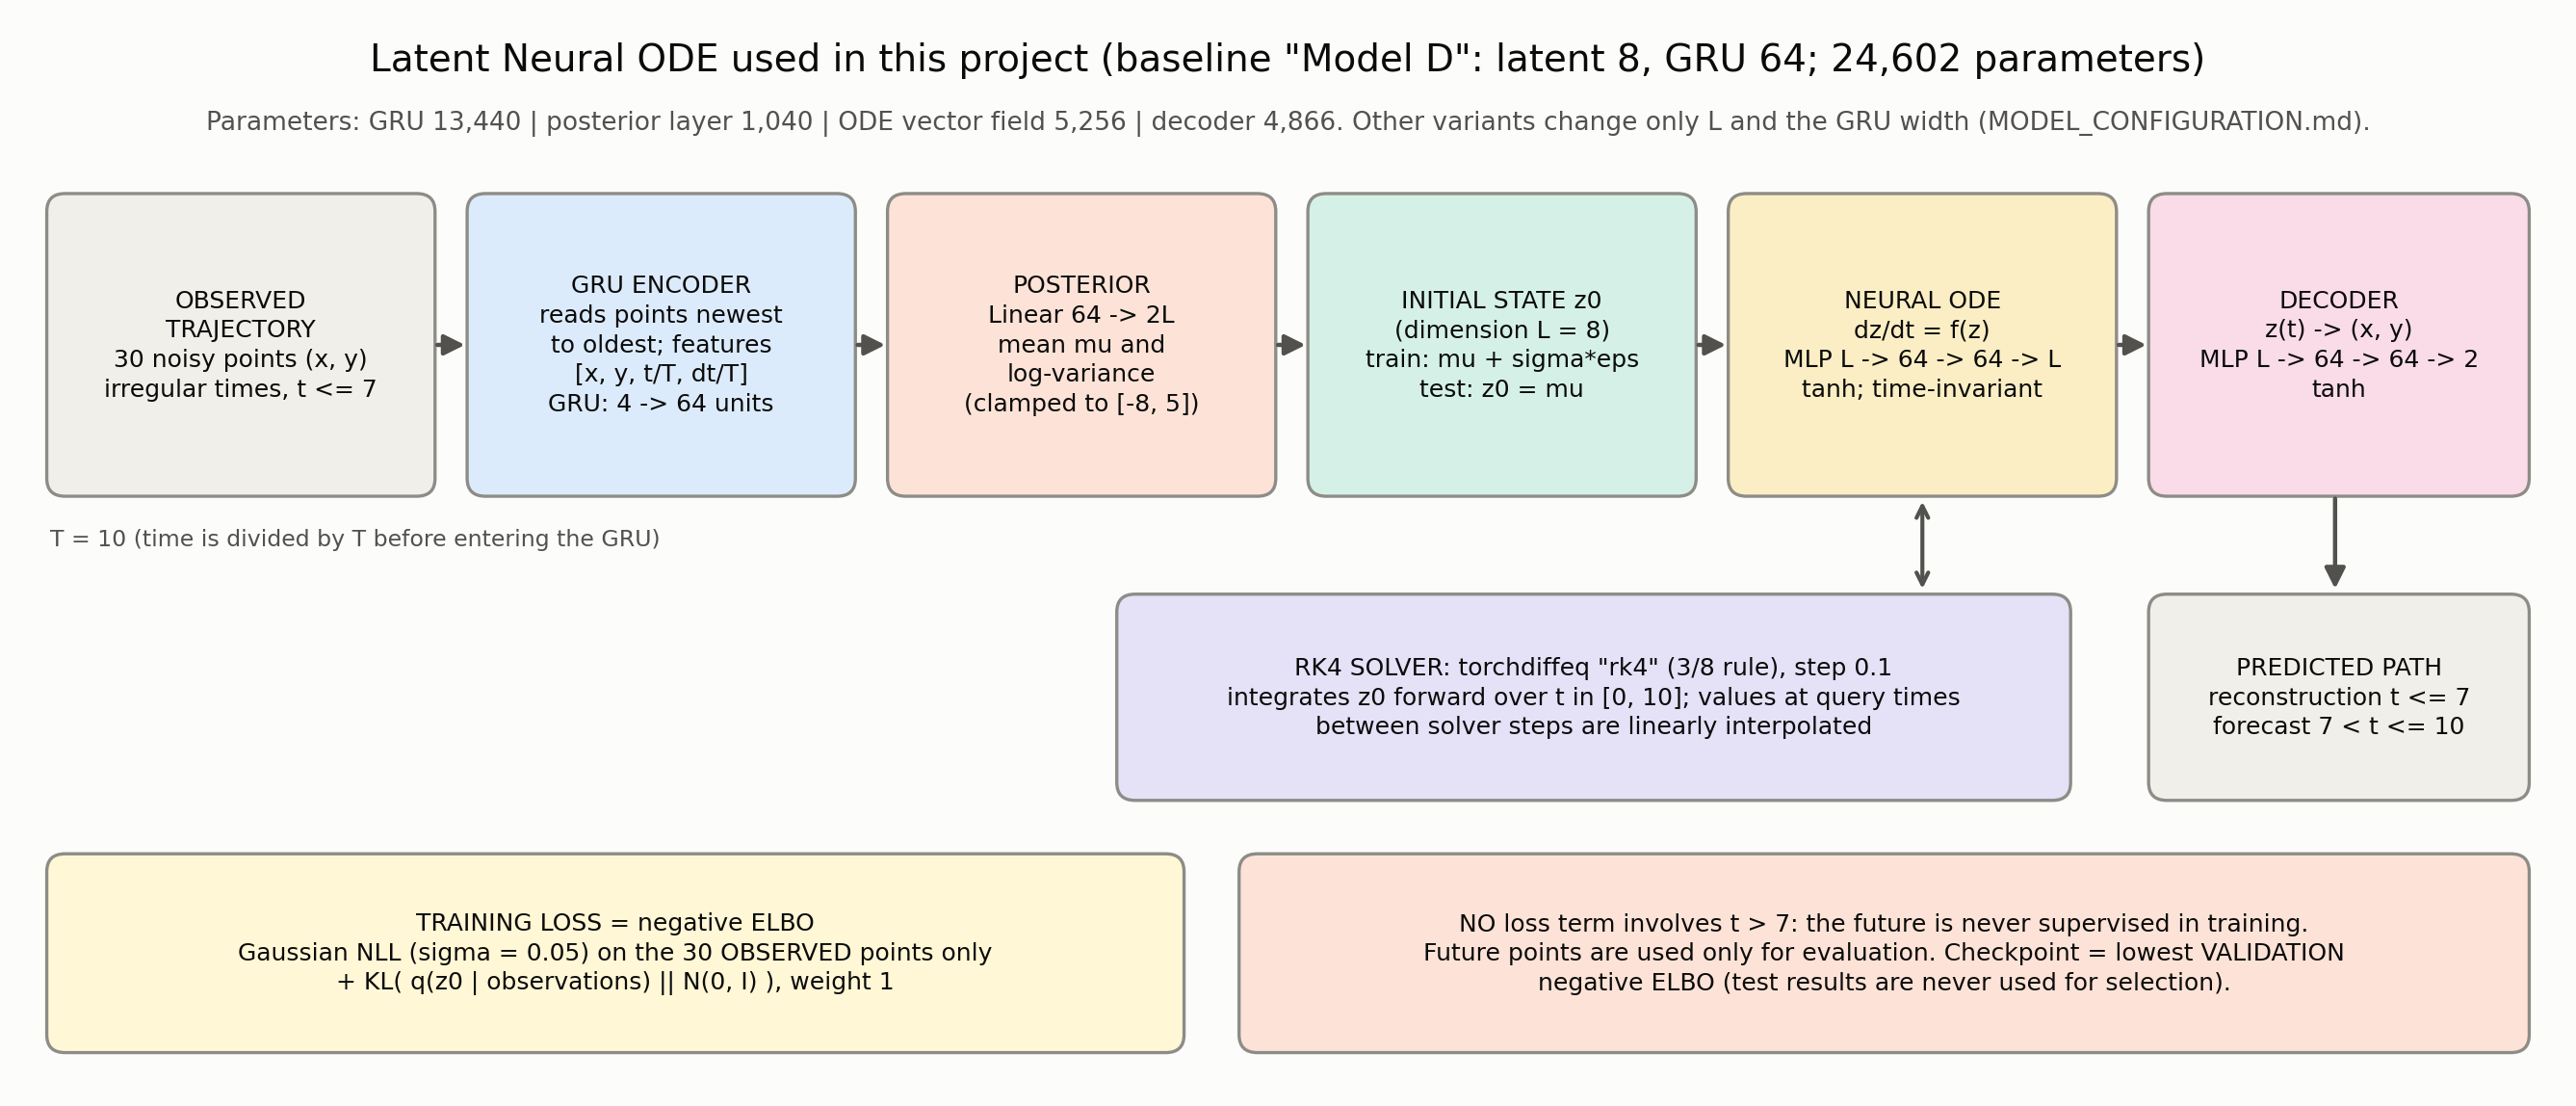 Latent Neural ODE used in this project (baseline "Model D": latent 8, GRU 64; 24,602 parameters)
Parameters: GRU 13,440 | posterior layer 1,040 | ODE vector field 5,256 | decoder 4,866. Other variants change only L and the GRU width (MODEL_CONFIGURATION.md).
OBSERVED
TRAJECTORY
30 noisy points (x, y)
irregular times, t <= 7
GRU ENCODER
reads points newest
to oldest; features
[x, y, t/T, dt/T]
GRU: 4 -> 64 units
POSTERIOR
Linear 64 -> 2L
mean mu and
log-variance
(clamped to [-8, 5])
INITIAL STATE z0
(dimension L = 8)
train: mu + sigma*eps
test: z0 = mu
NEURAL ODE
dz/dt = f(z)
MLP L -> 64 -> 64 -> L
tanh; time-invariant
DECODER
z(t) -> (x, y)
MLP L -> 64 -> 64 -> 2
tanh
T = 10 (time is divided by T before entering the GRU)
RK4 SOLVER: torchdiffeq "rk4" (3/8 rule), step 0.1
integrates z0 forward over t in [0, 10]; values at query times
between solver steps are linearly interpolated
PREDICTED PATH
reconstruction t <= 7
forecast 7 < t <= 10
TRAINING LOSS = negative ELBO
Gaussian NLL (sigma = 0.05) on the 30 OBSERVED points only
+ KL( q(z0 | observations) || N(0, I) ), weight 1
NO loss term involves t > 7: the future is never supervised in training.
Future points are used only for evaluation. Checkpoint = lowest VALIDATION
negative ELBO (test results are never used for selection).